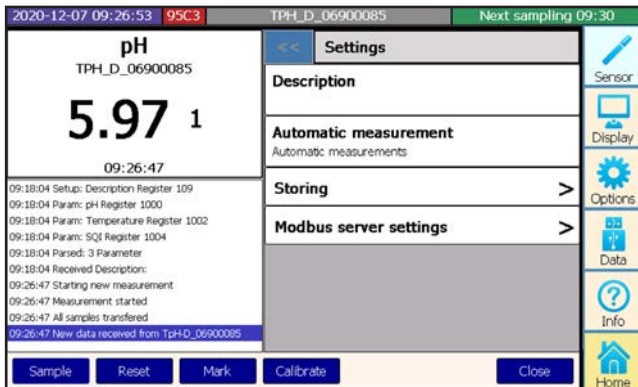 2020-12-07 09:26:53 95C3 TPH_D_06900085 Next sampling 09:30
pH
TPH_D_06900085
5.97 1
09:26:47
09:18:04 Setup: Description Register 109
09:18:04 Param: pH Register 1000
09:18:04 Param: Temperature Register 1002
09:18:04 Param: SQI Register 1004
09:18:04 Parsed: 3 Parameter
09:18:04 Received Description:
09:26:47 Starting new measurement
09:26:47 Measurement started
09:26:47 All samples transfered
09:26:47 New data received from TpH-D_06900085
<< Settings
Description
Automatic measurement
Automatic measurements
Storing >
Modbus server settings >
Sensor
Display
Options
Data
Info
Home
Sample Reset Mark Calibrate Close